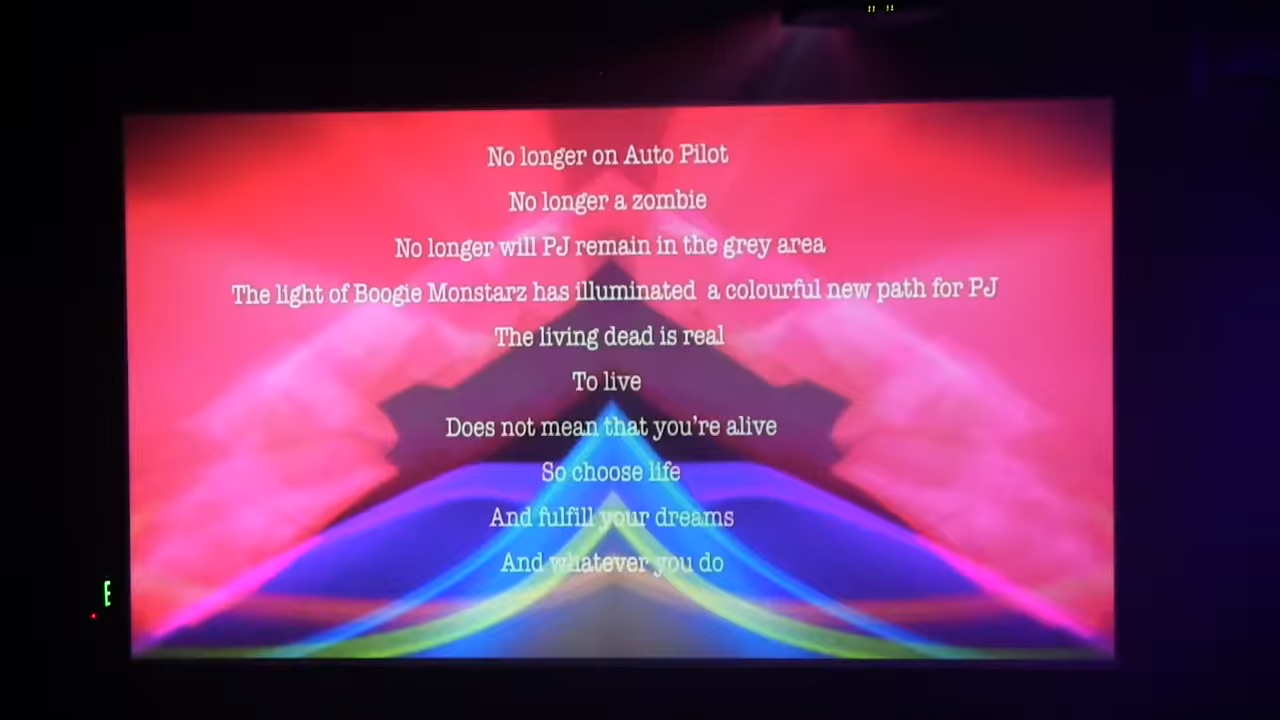 No longer on Auto Pilot
No longer a zombie
No longer will PJ remain in the grey area
The light of Boogie Monstarz has illuminated  a colourful new path for PJ
The living dead is real
To live
Does not mean that you're alive
So choose life
And fulfill your dreams
And whatever you do
E